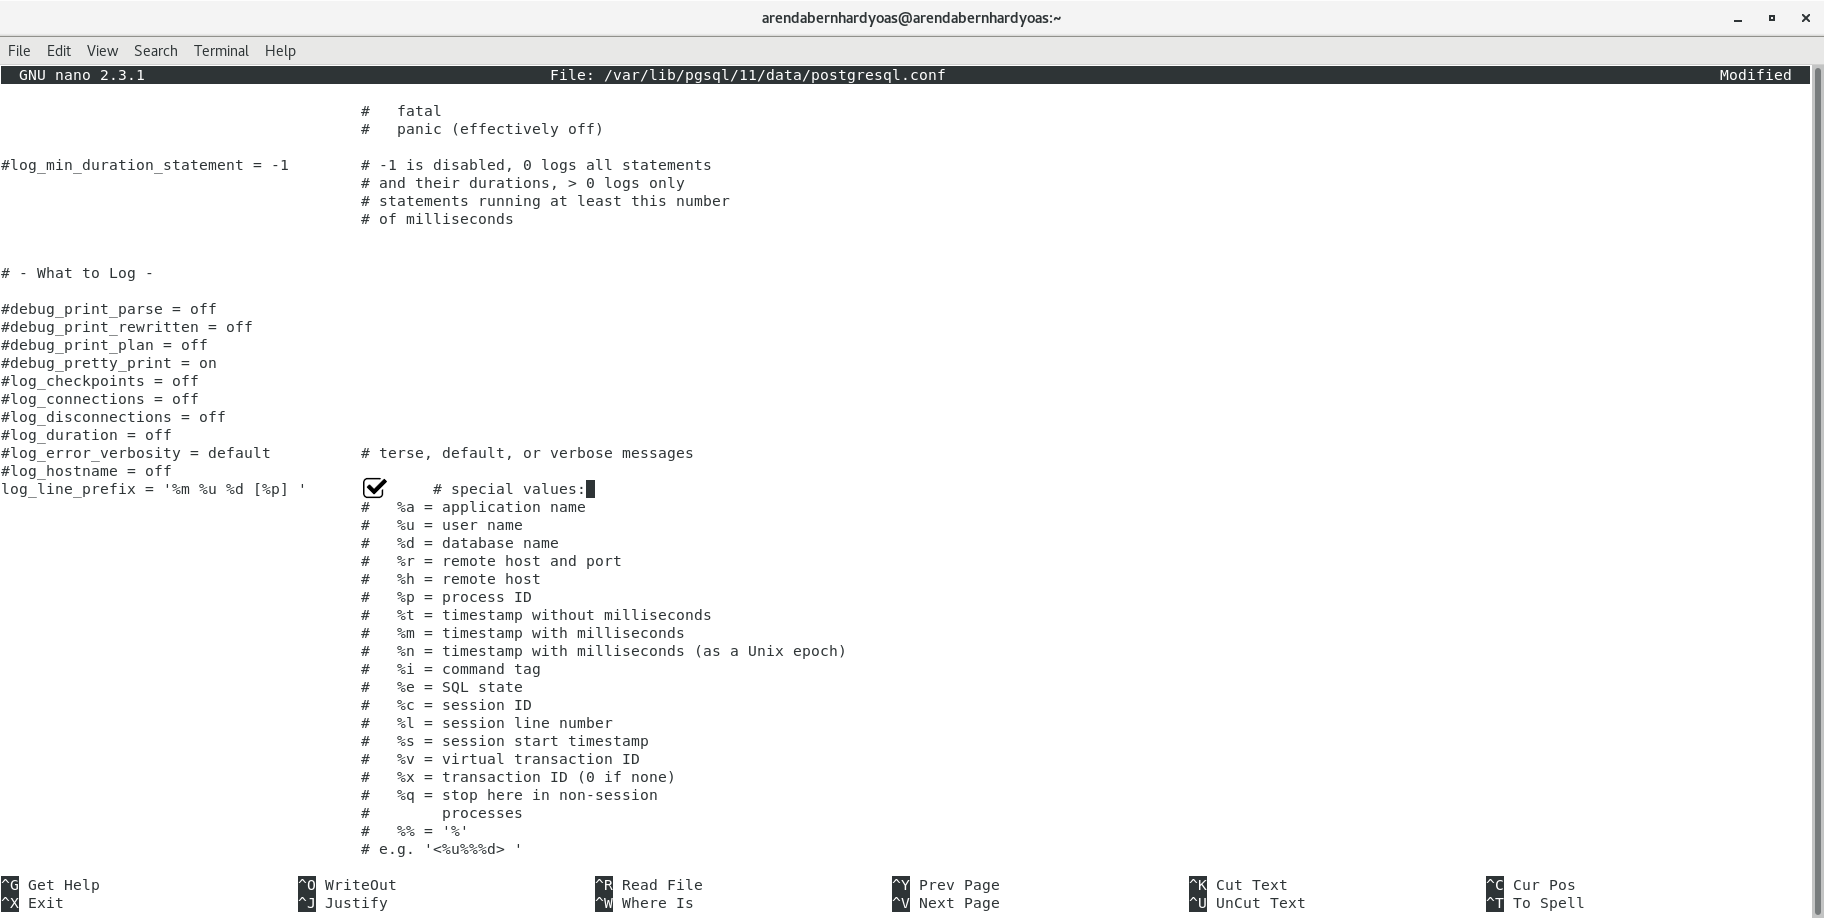 arendabernhardyoas@arendabernhardyoas:~
File Edit View Search Terminal Help
GNU nano 2.3.1 File: /var/lib/pgsql/11/data/postgresql.conf Modified
# fatal
# panic (effectively off)
#log_min_duration_statement = -1 # -1 is disabled, 0 logs all statements
# and their durations, > 0 logs only
# statements running at least this number
# of milliseconds
# - What to Log -
#debug_print_parse = off
#debug_print_rewritten = off
#debug_print_plan = off
#debug_pretty_print = on
#log_checkpoints = off
#log_connections = off
#log_disconnections = off
#log_duration = off
#log_error_verbosity = default # terse, default, or verbose messages
#log_hostname = off
log_line_prefix = '%m %u %d [%p] ' # special values:
# %a = application name
# %u = user name
# %d = database name
# %r = remote host and port
# %h = remote host
# %p = process ID
# %t = timestamp without milliseconds
# %m = timestamp with milliseconds
# %n = timestamp with milliseconds (as a Unix epoch)
# %i = command tag
# %e = SQL state
# %c = session ID
# %l = session line number
# %s = session start timestamp
# %v = virtual transaction ID
# %x = transaction ID (0 if none)
# %q = stop here in non-session
# processes
# %% = '%'
# e.g. '<%u%%%d> '
^G Get Help ^O WriteOut ^R Read File ^Y Prev Page ^K Cut Text ^C Cur Pos
^X Exit ^J Justify ^W Where Is ^V Next Page ^U UnCut Text ^T To Spell